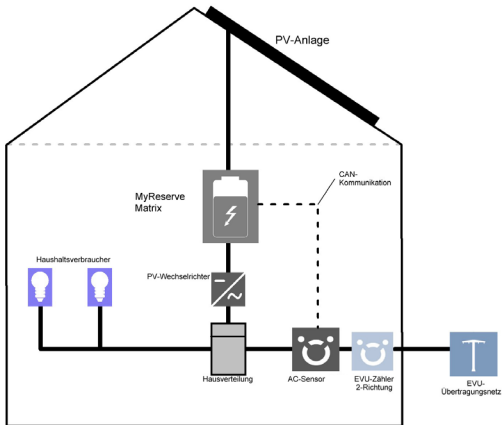 PV-Anlage
CAN-
Kommunikation
MyReserve
Matrix
Haushaltsverbraucher
PV-Wechselrichter
Hausverteilung
AC-Sensor
EVU-Zähler
2-Richtung
EVU-
Übertragungsnetz